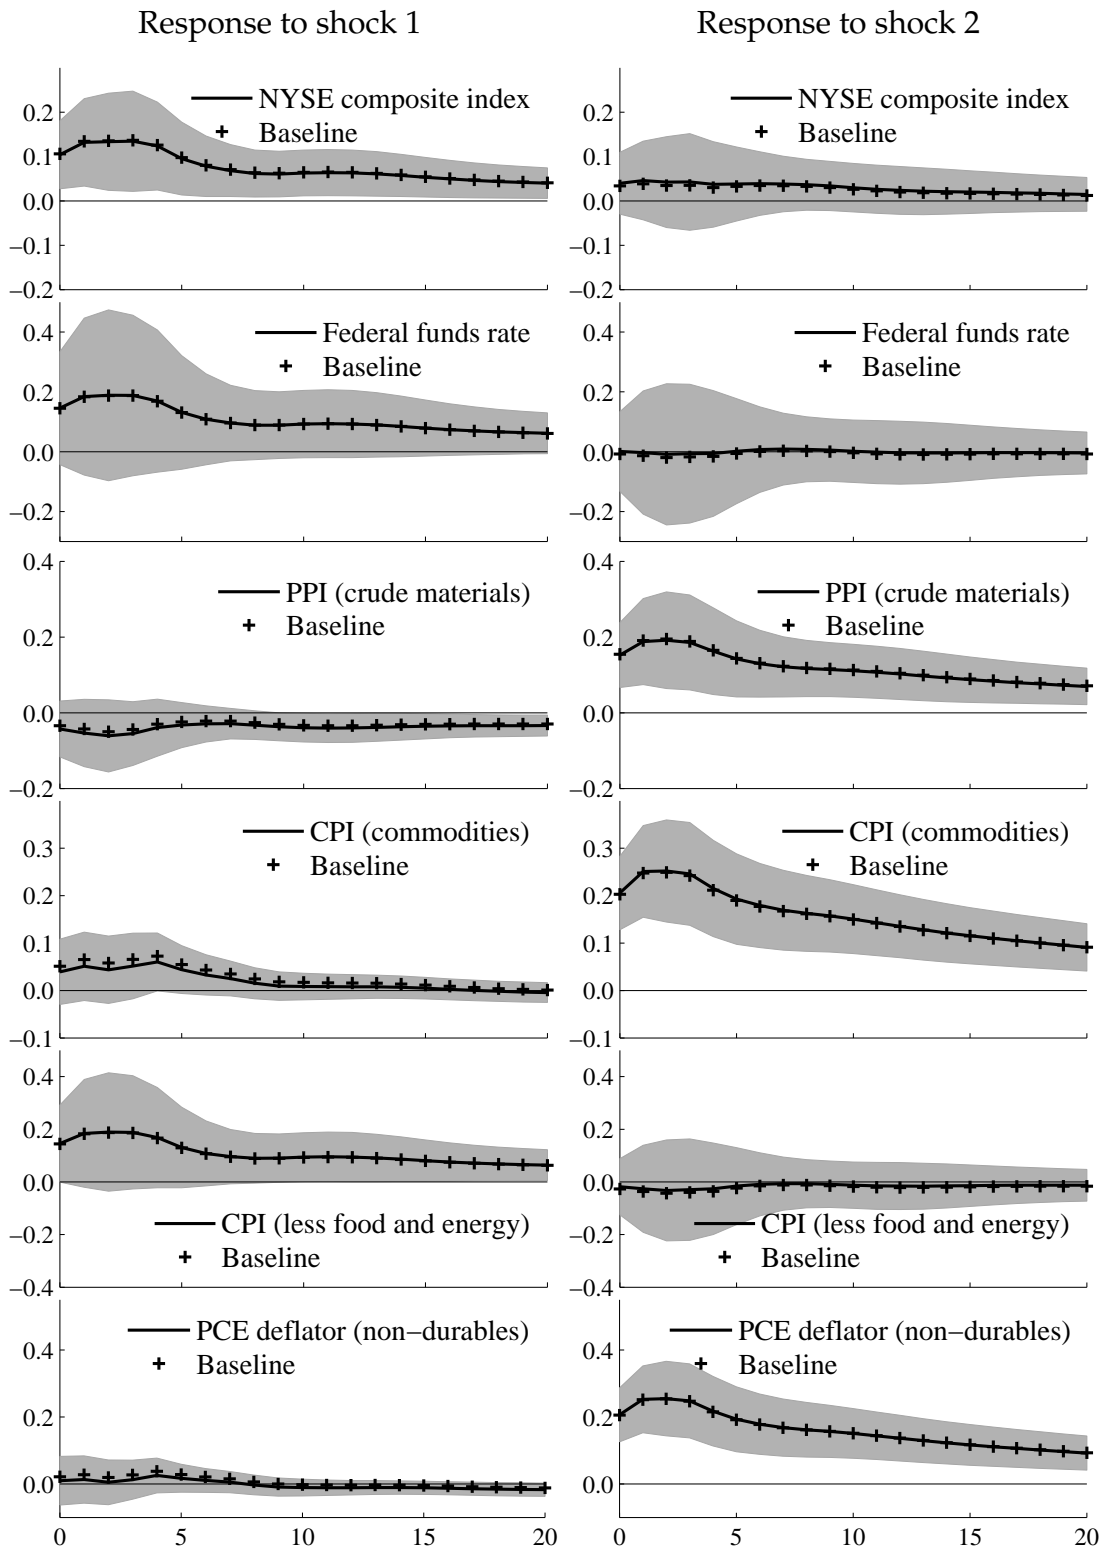 Response to shock 1
Response to shock 2
NYSE composite index
Baseline
0.2
0.1
0.0
−0.1
−0.2
NYSE composite index
Baseline
0.2
0.1
0.0
−0.1
−0.2
Federal funds rate
Baseline
0.4
0.2
0.0
−0.2
Federal funds rate
Baseline
0.4
0.2
0.0
−0.2
PPI (crude materials)
Baseline
0.4
0.2
0.0
−0.2
PPI (crude materials)
Baseline
0.4
0.2
0.0
−0.2
CPI (commodities)
Baseline
0.3
0.2
0.1
0.0
−0.1
CPI (commodities)
Baseline
0.3
0.2
0.1
0.0
−0.1
0.4
0.2
0.0
−0.2
−0.4
CPI (less food and energy)
Baseline
0.4
0.2
0.0
−0.2
−0.4
CPI (less food and energy)
Baseline
PCE deflator (non−durables)
Baseline
0.4
0.2
0.0
0 5 10 15 20
PCE deflator (non−durables)
Baseline
0.4
0.2
0.0
0 5 10 15 20